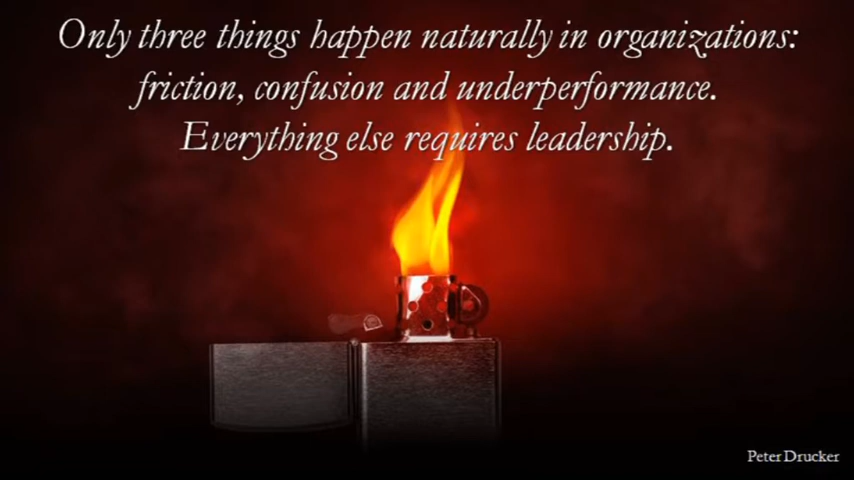 Only three things happen naturally in organizations:
friction, confusion and underperformance.
Everything else requires leadership.
Peter Drucker